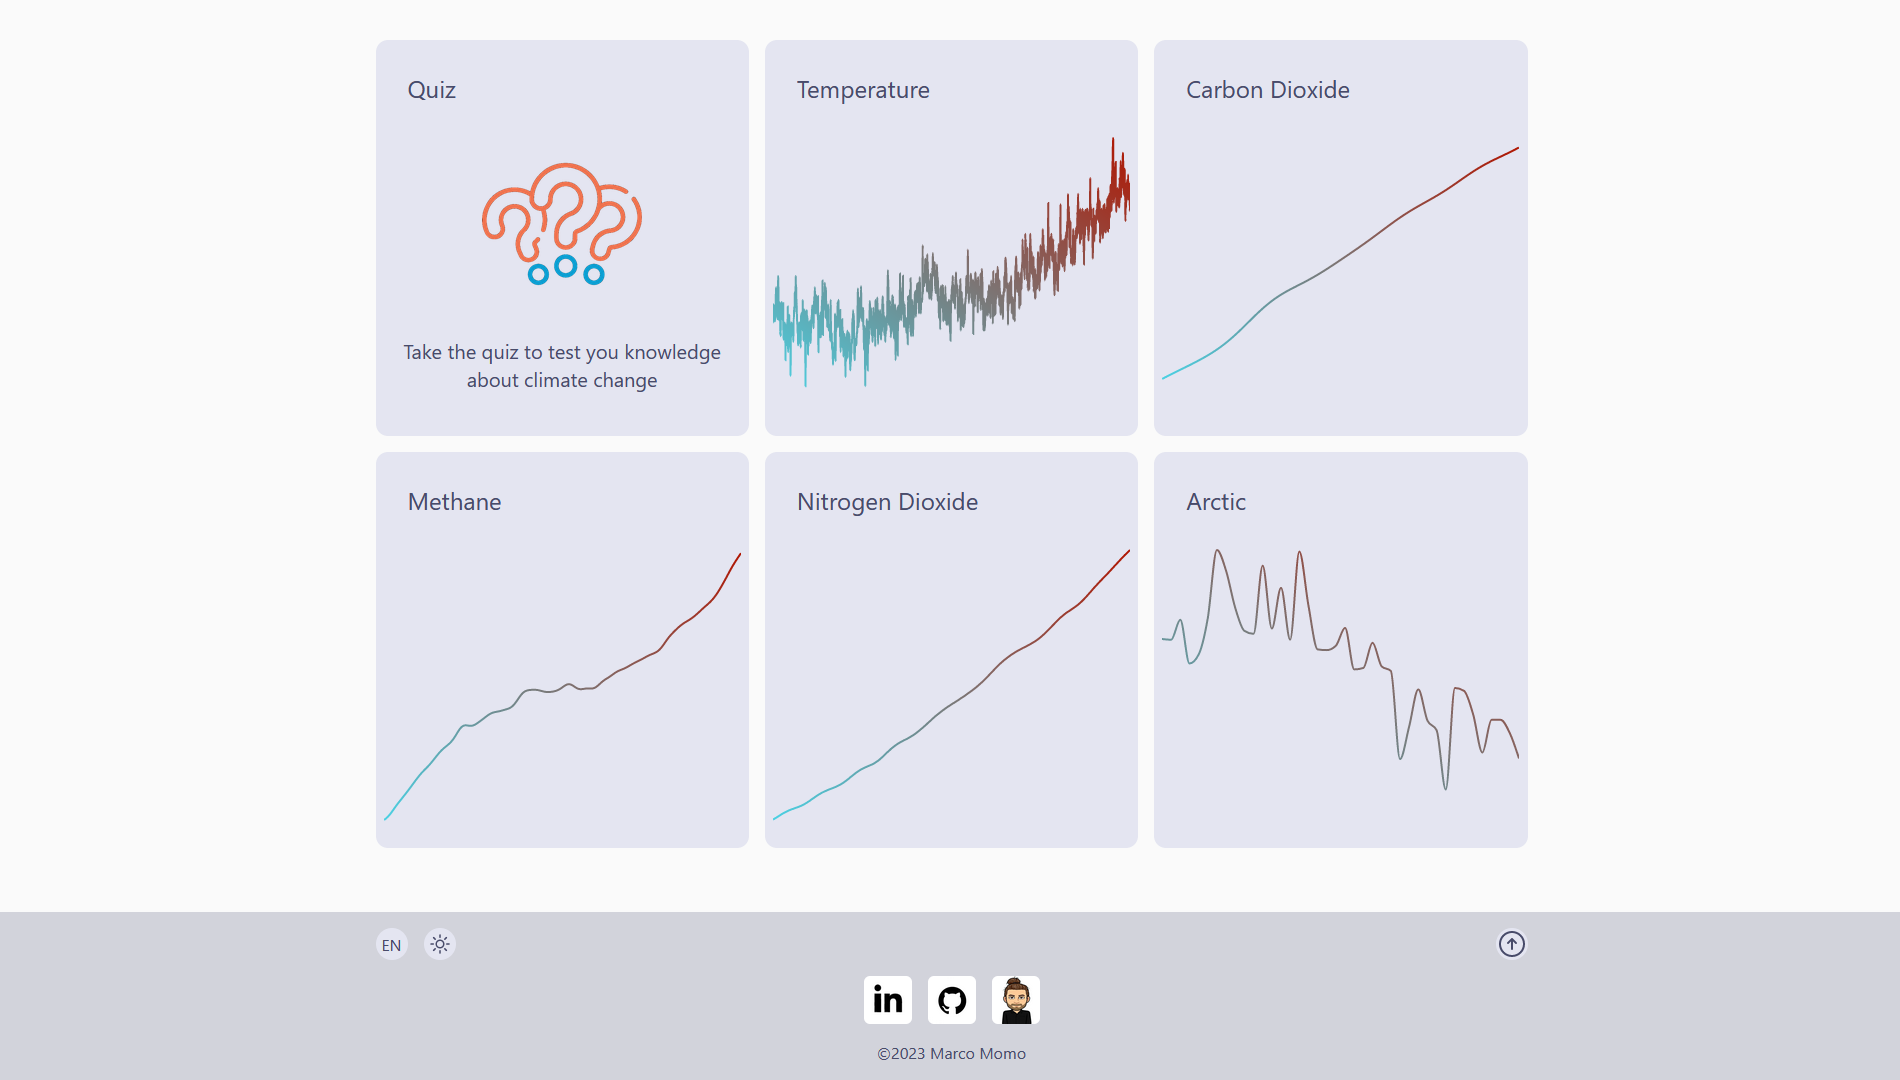 Quiz
Temperature
Carbon Dioxide
Take the quiz to test you knowledge
about climate change
Methane
Nitrogen Dioxide
Arctic
EN
in
©2023 Marco Momo